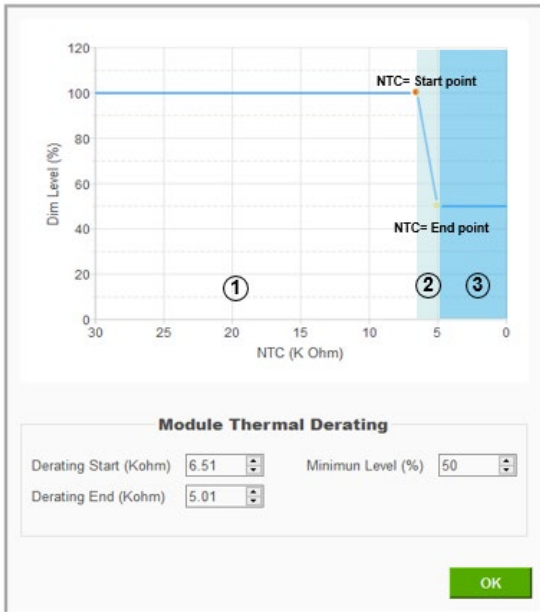 120
100
80
60
40
20
0
Dim Level (%)
NTC= Start point
NTC= End point
1
2
3
30 25 20 15 10 5 0
NTC (K Ohm)
Module Thermal Derating
Derating Start (Kohm) 6.51 Minimun Level (%) 50
Derating End (Kohm) 5.01
OK